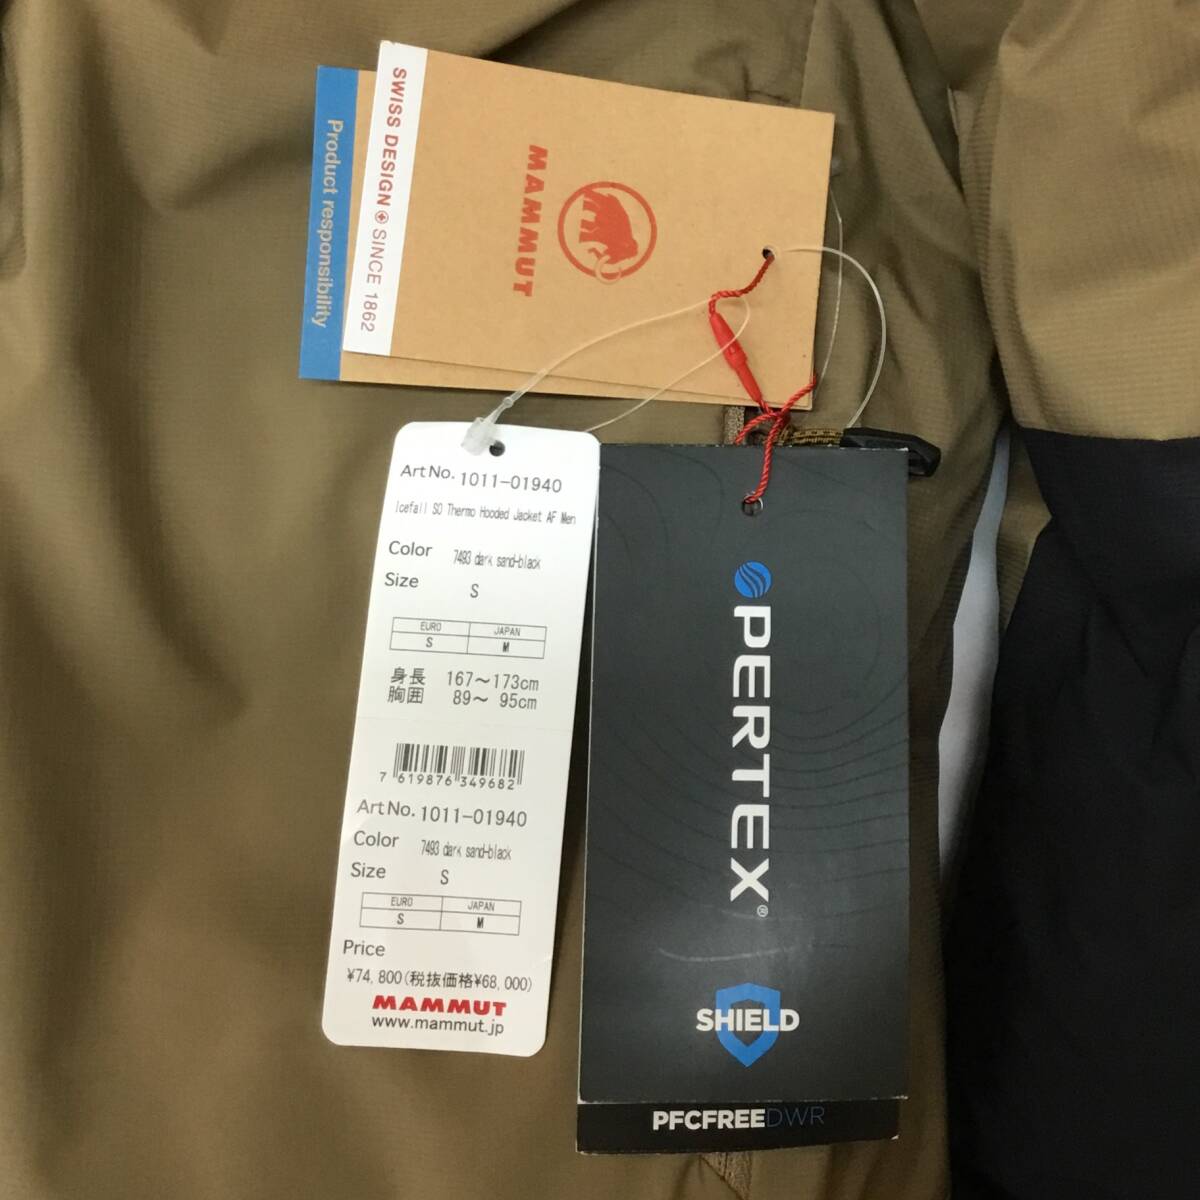 Product responsibility
SWISS DESIGN SINCE 1862
MAMMUT
Art No. 1011-01940
Icefall SO Thermo Hooded Jacket AF Men
Color 7493 dark sand-black
Size S
EURO JAPAN
S M
身長 167～173cm
胸囲 89～ 95cm
7 619876 349682
Art No. 1011-01940
Color 7493 dark sand-black
Size S
EURO JAPAN
S M
Price
¥74,800(税抜価格¥68,000)
MAMMUT
www.mammut.jp
PERTEX®
SHIELD
PFCFREEDWR